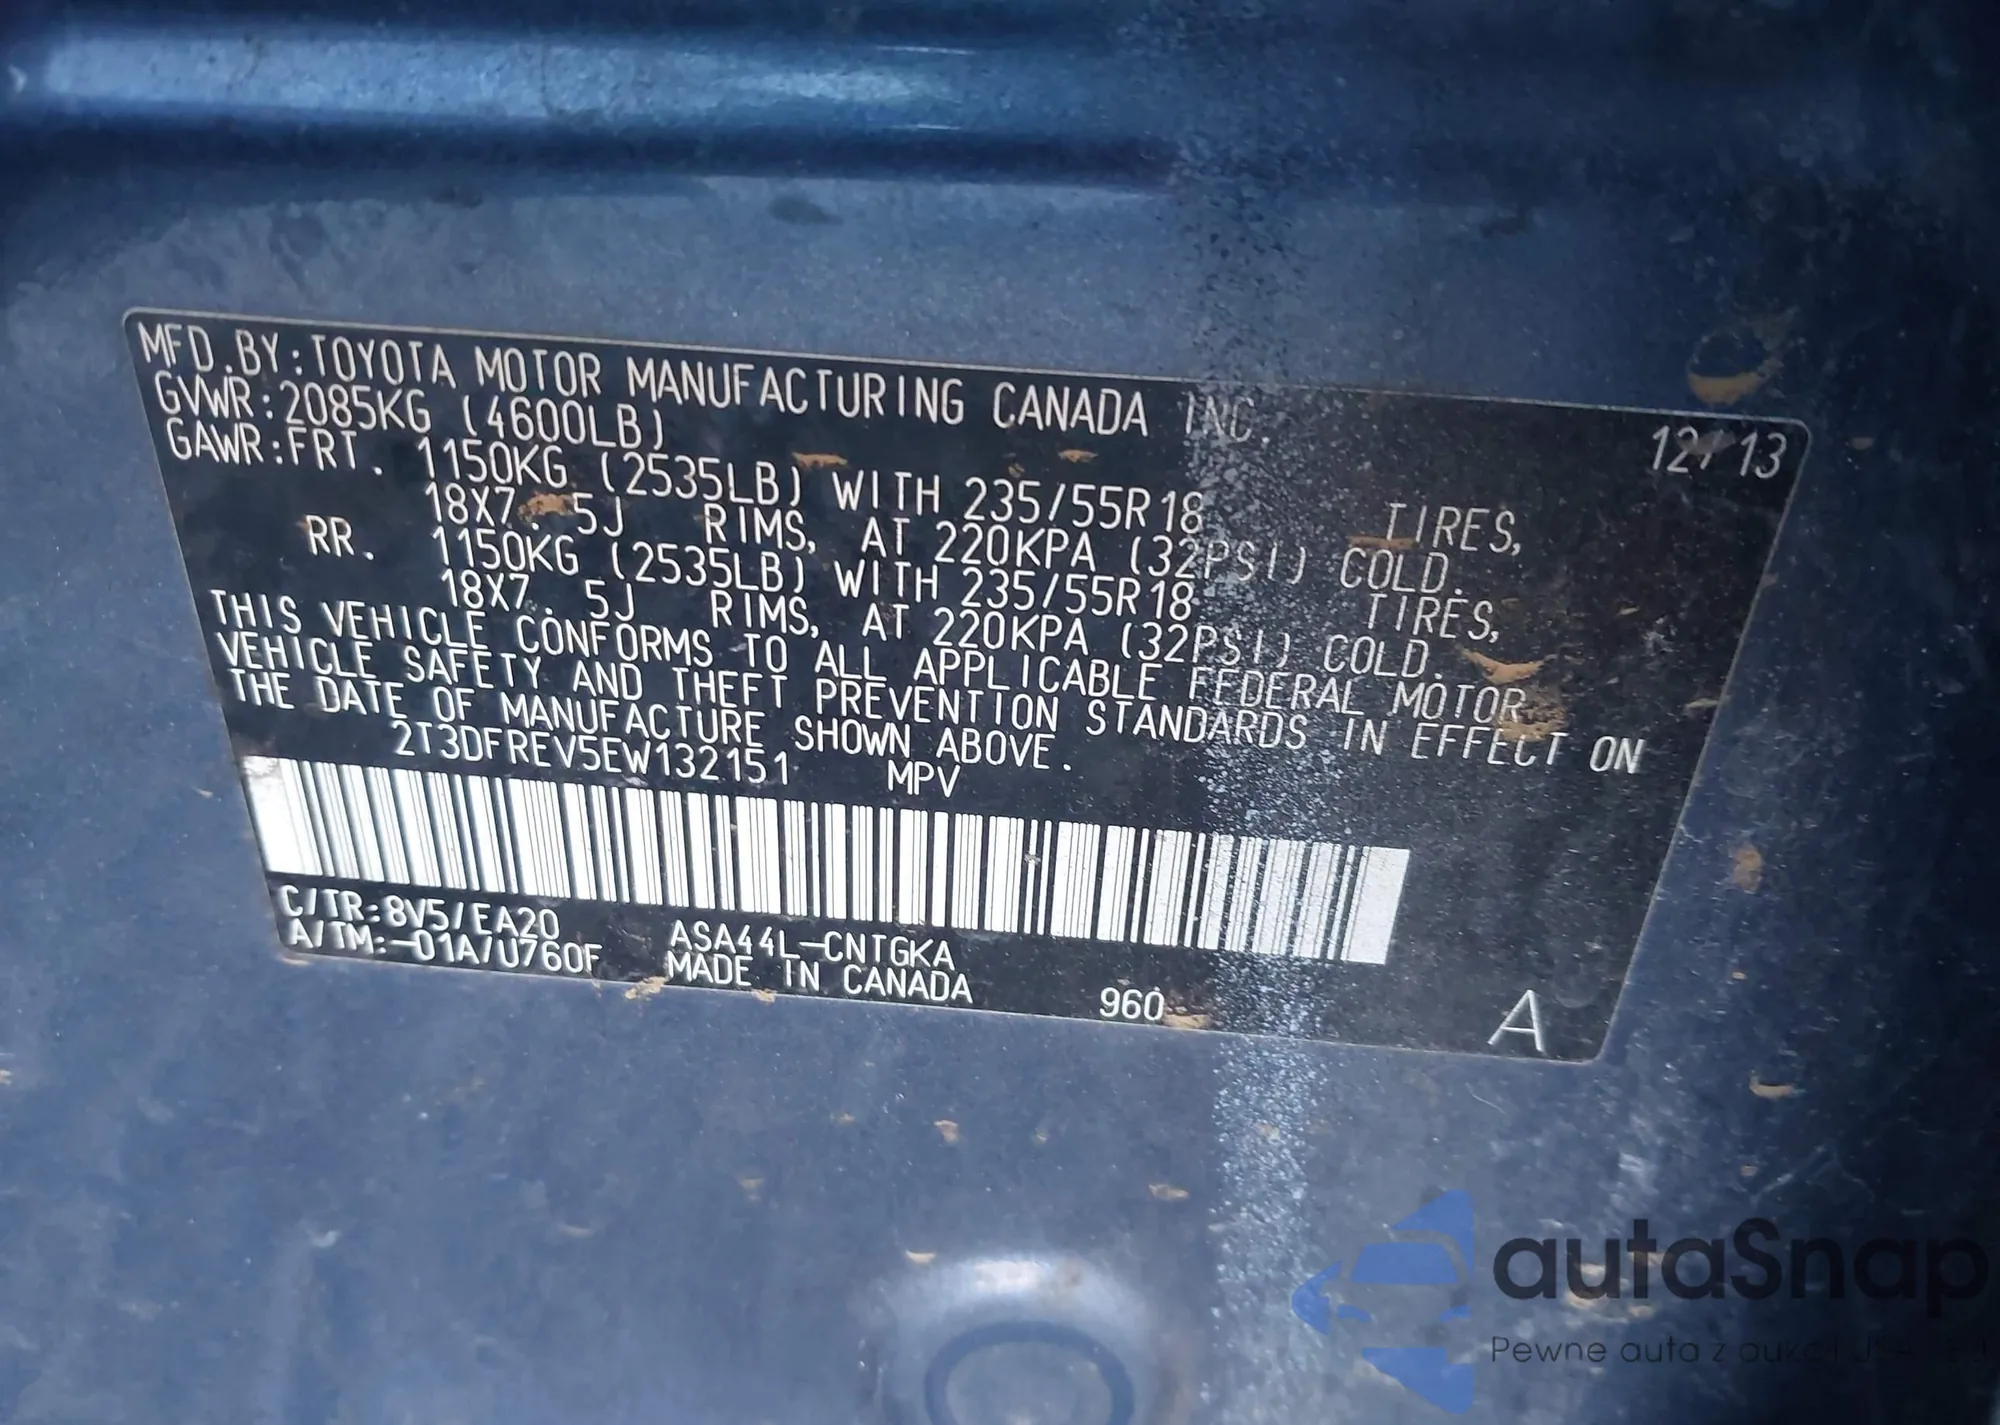 MFD.BY:TOYOTA MOTOR MANUFACTURING CANADA INC 12/13
GVWR:2085KG (4600LB)
GAWR:FRT. 1150KG (2535LB) WITH 235/55R18 TIRES,
18X7.5J RIMS, AT 220KPA (32PSI) COLD.
RR. 1150KG (2535LB) WITH 235/55R18 TIRES,
18X7.5J RIMS, AT 220KPA (32PSI) COLD.
THIS VEHICLE CONFORMS TO ALL APPLICABLE FEDERAL MOTOR
VEHICLE SAFETY AND THEFT PREVENTION STANDARDS IN EFFECT ON
THE DATE OF MANUFACTURE SHOWN ABOVE.
2T3DFREV5EW132151 MPV
C/TR:8V5/EA20 ASA44L-CNTGKA
A/TM:-01A/U760F MADE IN CANADA 960 A
autaSnap
Pewne auta z aukcji